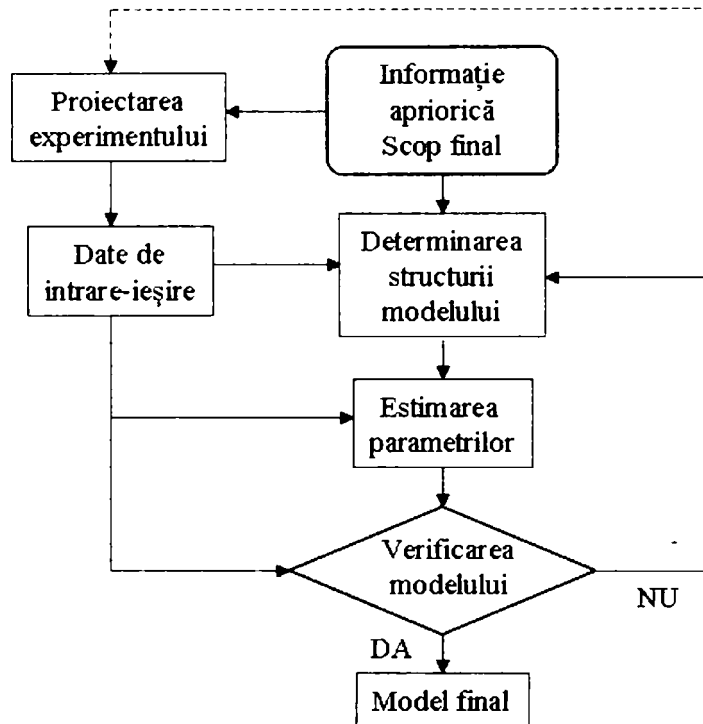 Proiectarea
experimentului
Informație
apriorică
Scop final
Date de
intrare-ieșire
Determinarea
structurii
modelului
Estimarea
parametrilor
Verificarea
modelului
NU
DA
Model final